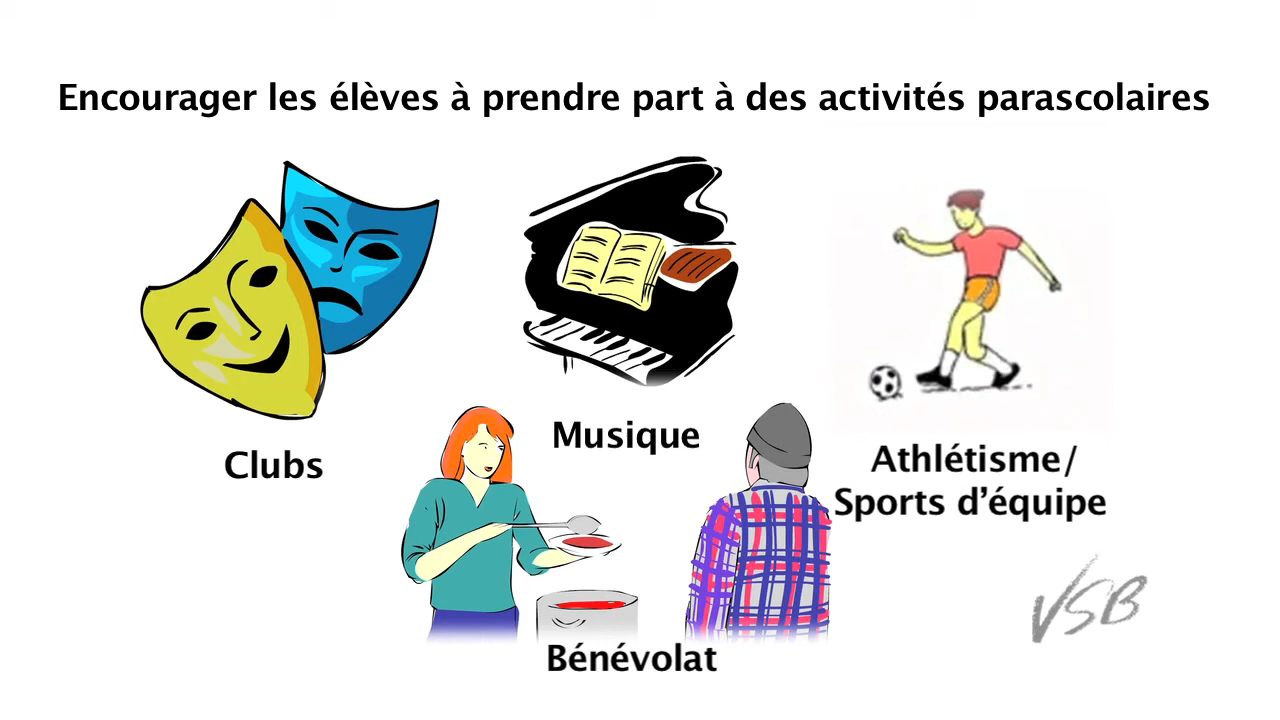 Encourager les élèves à prendre part à des activités parascolaires
Clubs
Musique
Athlétisme/
Sports d’équipe
Bénévolat
VSB